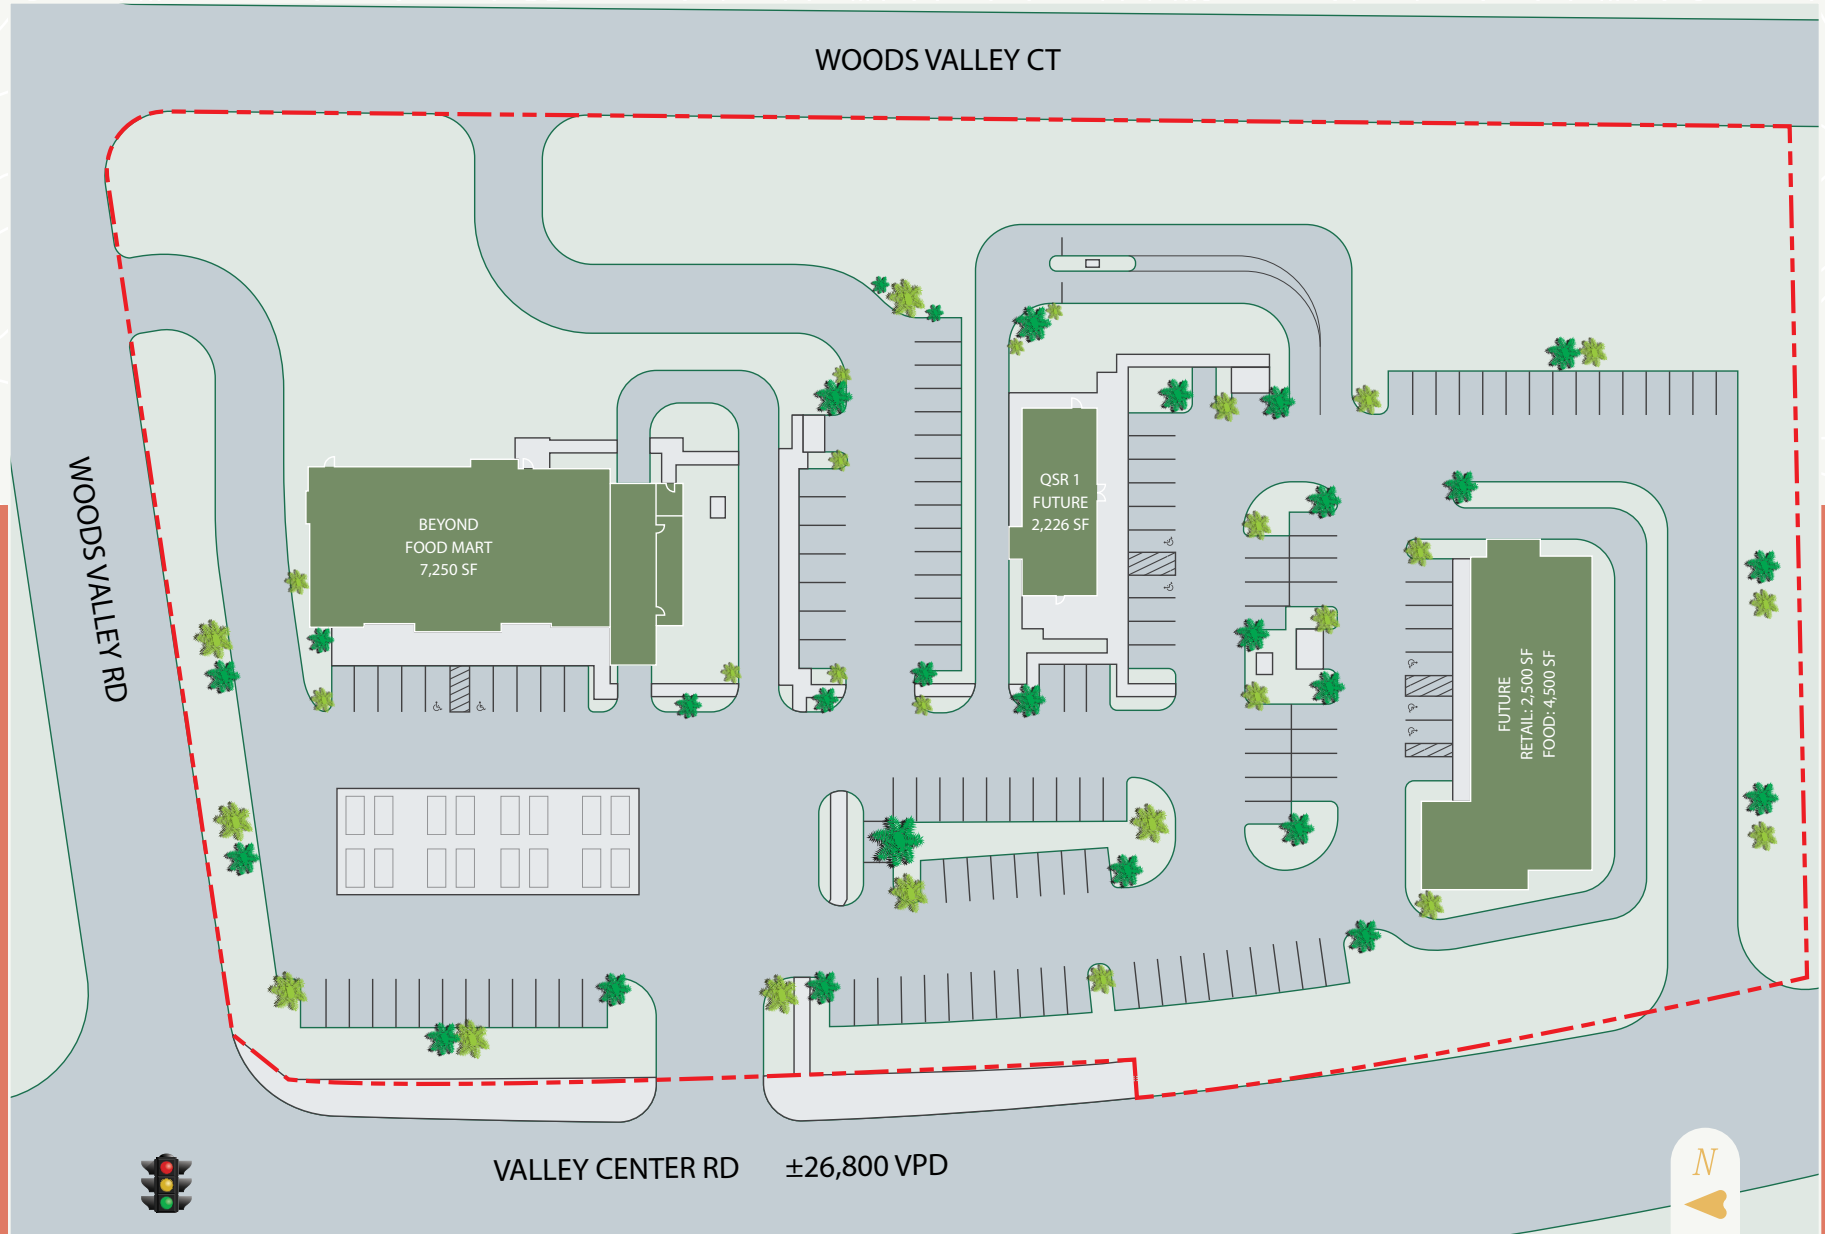 WOODS VALLEY CT
WOODS VALLEY RD
BEYOND
FOOD MART
7,250 SF
QSR 1
FUTURE
2,226 SF
FUTURE
RETAIL: 2,500 SF
FOOD: 4,500 SF
VALLEY CENTER RD ±26,800 VPD
N